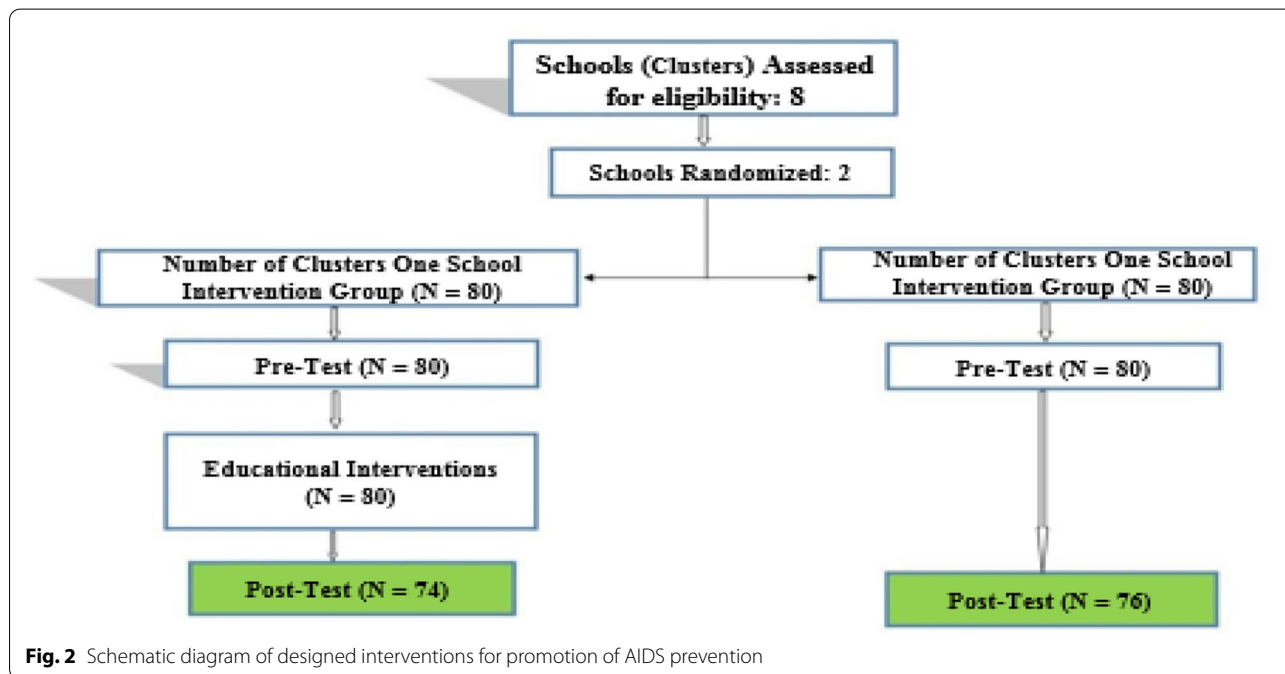 Schools (Clusters) Assessed
for eligibility: 8
Schools Randomized: 2
Number of Clusters One School
Intervention Group (N = 80)
Number of Clusters One School
Intervention Group (N = 80)
Pre-Test (N = 80)
Pre-Test (N = 80)
Educational Interventions
(N = 80)
Post-Test (N = 74)
Post-Test (N = 76)
Fig. 2 Schematic diagram of designed interventions for promotion of AIDS prevention